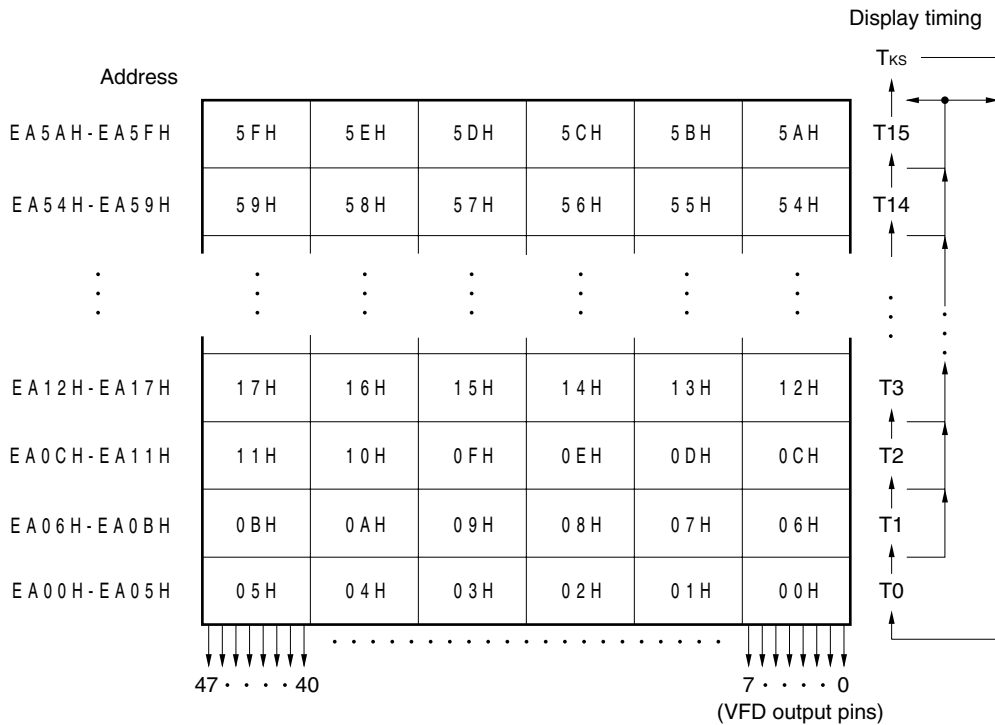 Display timing
TKS
Address
EA5AH-EA5FH 5FH 5EH 5DH 5CH 5BH 5AH T15
EA54H-EA59H 59H 58H 57H 56H 55H 54H T14
EA12H-EA17H 17H 16H 15H 14H 13H 12H T3
EA0CH-EA11H 11H 10H 0FH 0EH 0DH 0CH T2
EA06H-EA0BH 0BH 0AH 09H 08H 07H 06H T1
EA00H-EA05H 05H 04H 03H 02H 01H 00H T0
47 · · · · 40 7 · · · · 0
(VFD output pins)